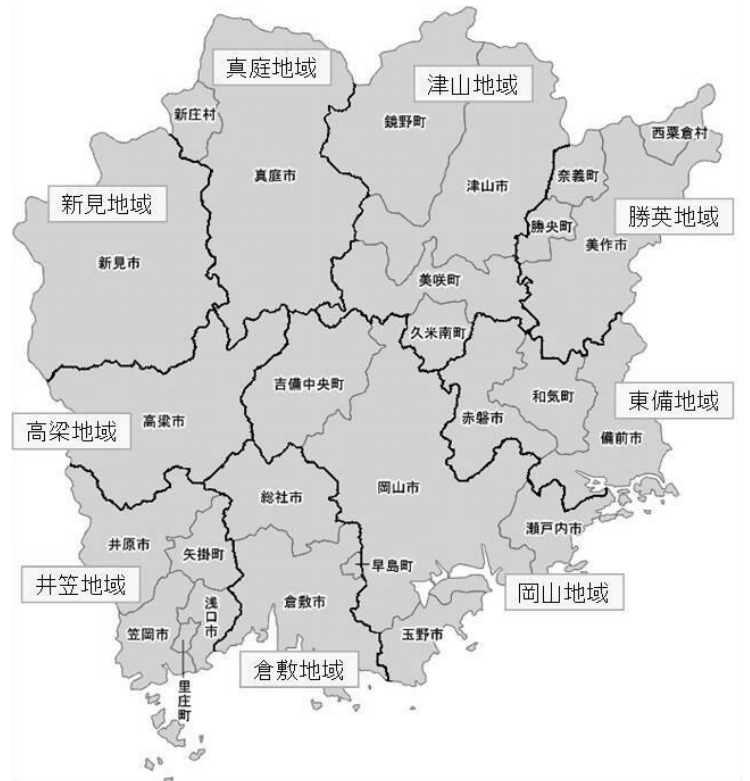 真庭地域
津山地域
新庄村
鏡野町
西粟倉村
真庭市
津山市
奈義町
新見地域
勝央町
勝英地域
美作市
新見市
美咲町
久米南町
吉備中央町
和気町
東備地域
高梁市
赤磐市
高梁地域
備前市
総社市
岡山市
瀬戸内市
井原市
矢掛町
早島町
井笠地域
岡山地域
浅口市
倉敷市
笠岡市
玉野市
倉敷地域
里庄町